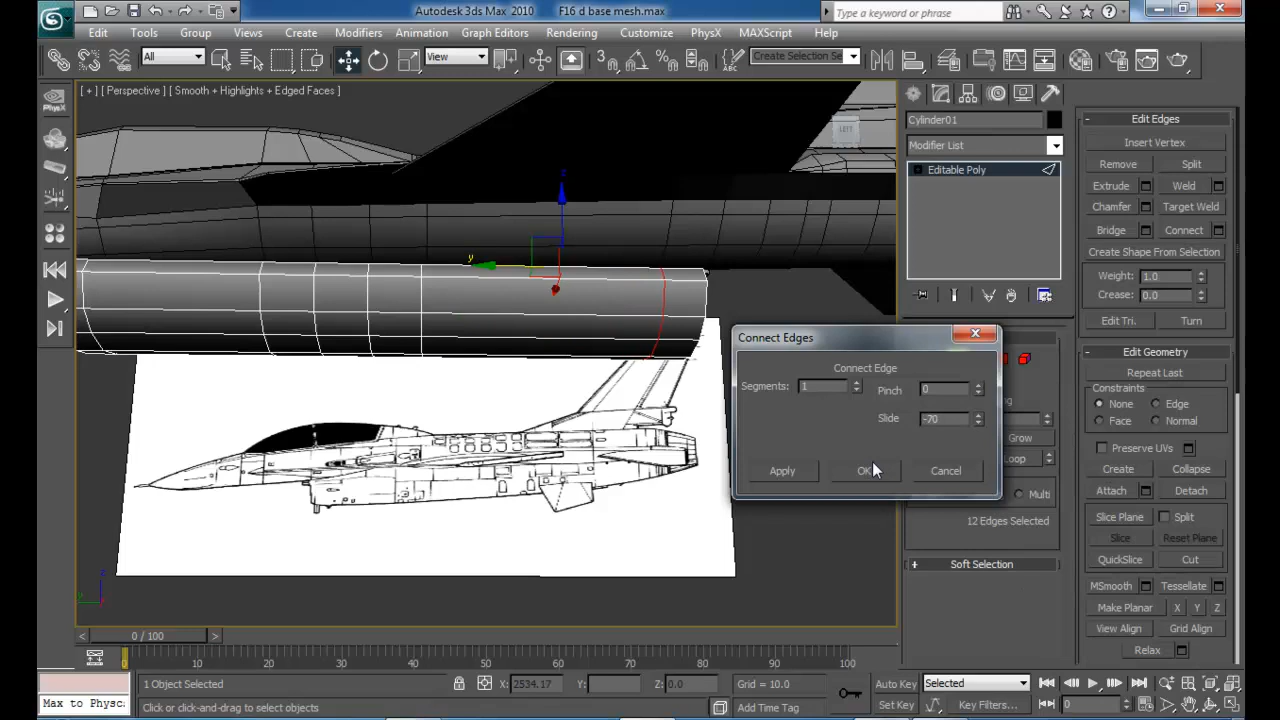 Autodesk 3ds Max 2010 F16 d base mesh.max
Type a keyword or phrase
Edit Tools Group Views Create Modifiers Animation Graph Editors Rendering Customize PhysX MAXScript Help
All View 3 Create Selection Se
[ + ] [ Perspective ] [ Smooth + Highlights + Edged Faces ]
PhysX
LEFT
z
y
Cylinder01
Modifier List
Editable Poly
Edit Edges
Insert Vertex
Remove Split
Extrude Weld
Chamfer Target Weld
Bridge Connect
Create Shape From Selection
Weight: 1.0
Crease: 0.0
Edit Tri. Turn
Edit Geometry
Repeat Last
Constraints
None Edge
Face Normal
Preserve UVs
Create Collapse
Attach Detach
Slice Plane Split
Slice Reset Plane
QuickSlice Cut
MSmooth Tessellate
Make Planar X Y Z
View Align Grid Align
Relax
Grow
Loop
Multi
12 Edges Selected
Soft Selection
Connect Edges
Connect Edge
Segments: 1 Pinch 0
Slide -70
Apply OK Cancel
z
y
0 / 100
0 10 20 30 40 50 60 70 80 90 100
1 Object Selected X: 2534.17 Y: Z: 0.0 Grid = 10.0 Auto Key Selected
Max to Physc: Click or click-and-drag to select objects Add Time Tag Set Key Key Filters... 0